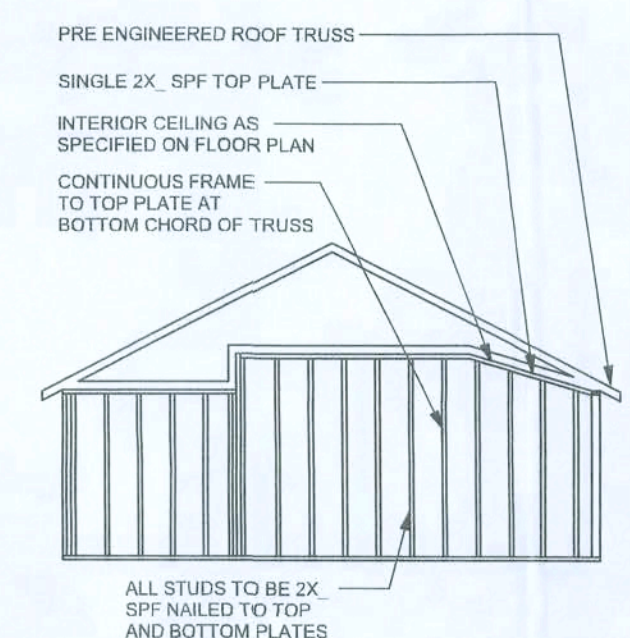 PRE ENGINEERED ROOF TRUSS
SINGLE 2X_ SPF TOP PLATE
INTERIOR CEILING AS
SPECIFIED ON FLOOR PLAN
CONTINUOUS FRAME
TO TOP PLATE AT
BOTTOM CHORD OF TRUSS
ALL STUDS TO BE 2X_
SPF NAILED TO TOP
AND BOTTOM PLATES